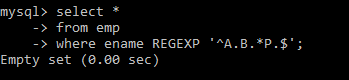 mysql> select *
    -> from emp
    -> where ename REGEXP '^A.B.*P.$';
Empty set (0.00 sec)